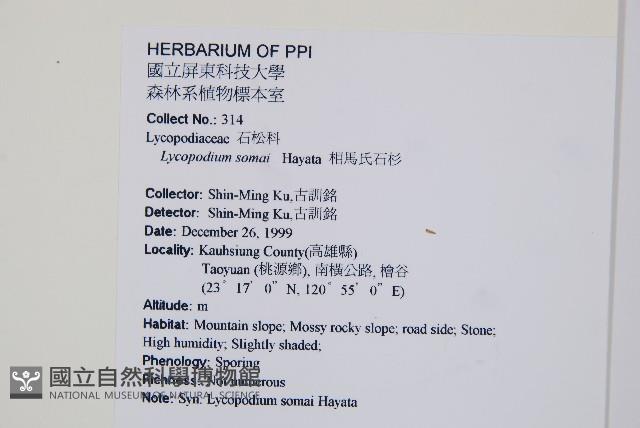 HERBARIUM OF PPI
國立屏東科技大學
森林系植物標本室
Collect No.: 314
Lycopodiaceae 石松科
Lycopodium somai Hayata 相馬氏石杉
Collector: Shin-Ming Ku,古訓銘
Detector: Shin-Ming Ku,古訓銘
Date: December 26, 1999
Locality: Kauhsiung County(高雄縣)
Taoyuan (桃源鄉), 南橫公路, 檜谷
(23° 17' 0" N, 120° 55' 0" E)
Altitude: m
Habitat: Mountain slope; Mossy rocky slope; road side; Stone;
High humidity; Slightly shaded;
Phenology: Sporing
Richness: Not numerous
國立自然科學博物館
NATIONAL MUSEUM OF NATURAL SCIENCE
Note: Syn. Lycopodium somai Hayata